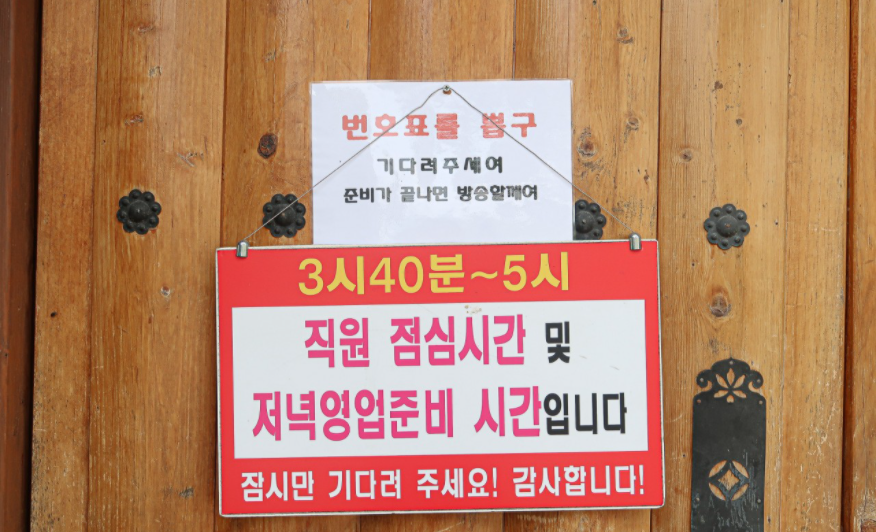 번호표를 뽑구
기다려주세여
준비가 끝나면 방송할께여
3시40분~5시
직원 점심시간 및
저녁영업준비 시간입니다
잠시만 기다려 주세요! 감사합니다!